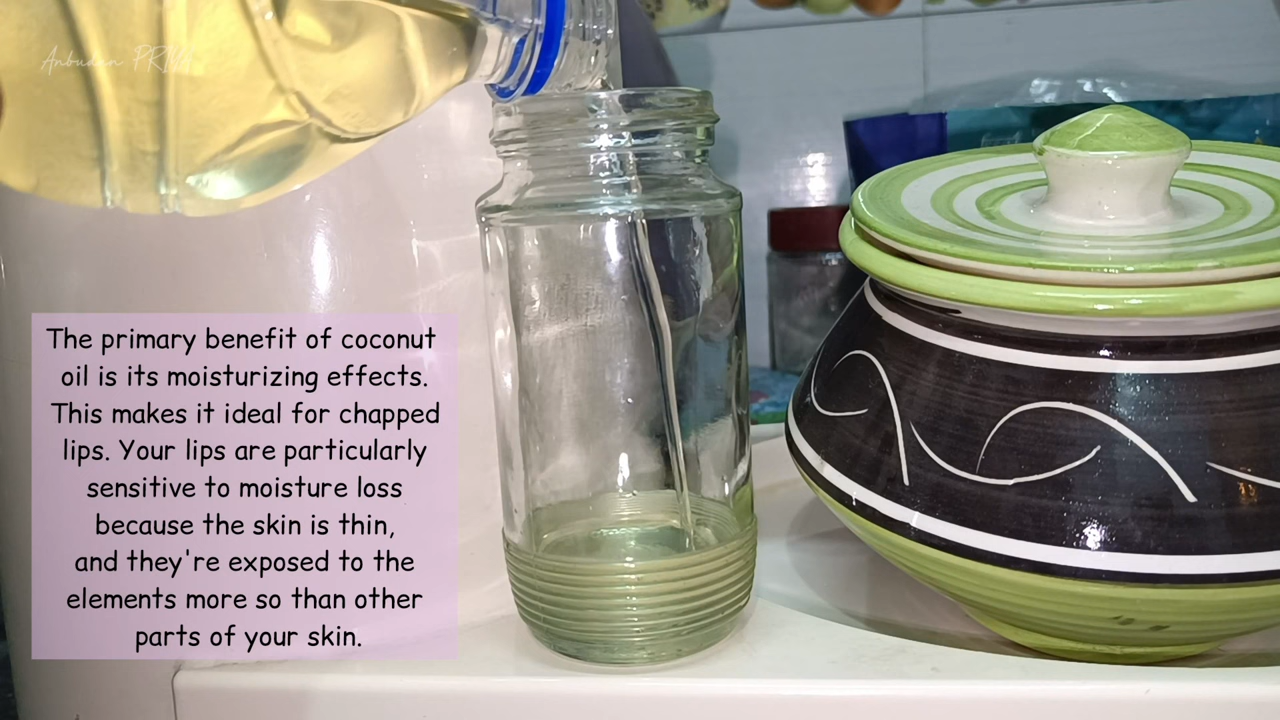 Anbudan PRIYA
The primary benefit of coconut
oil is its moisturizing effects.
This makes it ideal for chapped
lips. Your lips are particularly
sensitive to moisture loss
because the skin is thin,
and they're exposed to the
elements more so than other
parts of your skin.